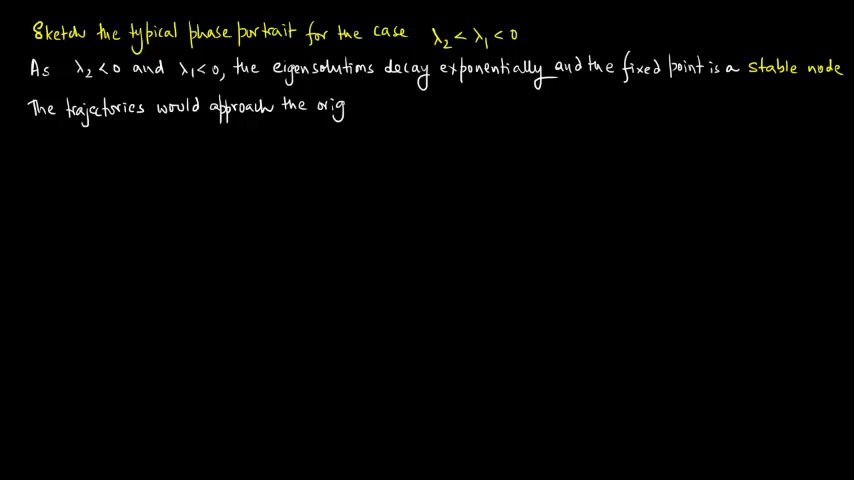 Sketch the typical phase portrait for the case λ₂ < λ₁ < 0
As λ₂ < 0 and λ₁ < 0, the eigensolutions decay exponentially and the fixed point is a stable node
The trajectories would approach the orig